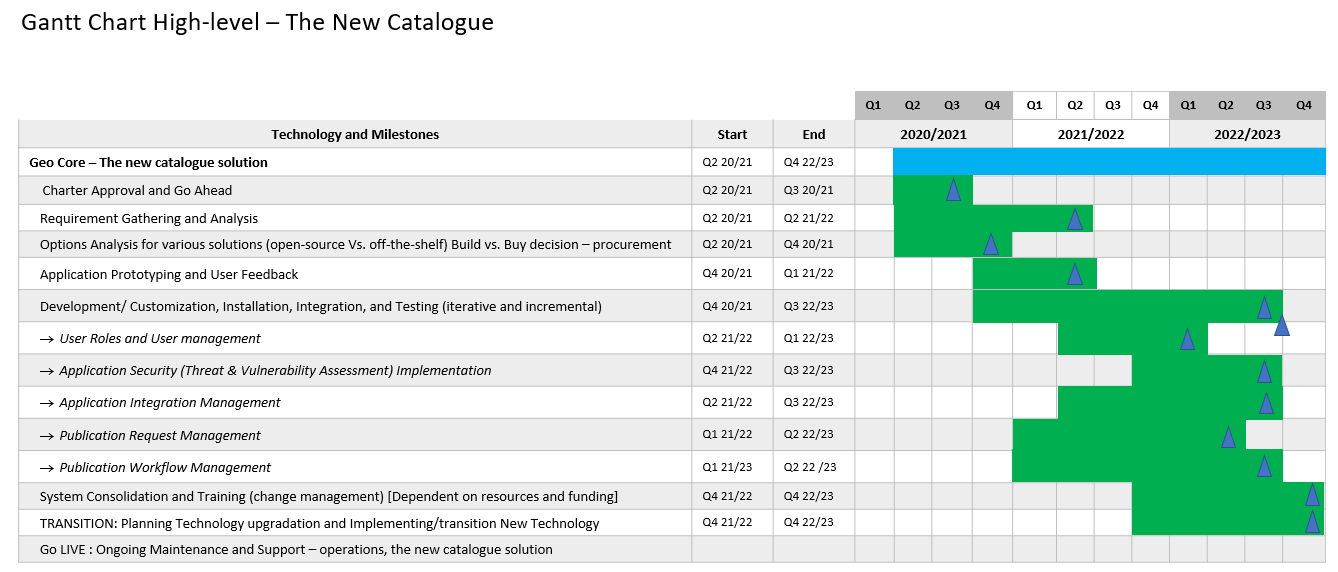 Gantt Chart High-level – The New Catalogue
Q1 Q2 Q3 Q4 Q1 Q2 Q3 Q4 Q1 Q2 Q3 Q4
Technology and Milestones Start End 2020/2021 2021/2022 2022/2023
Geo Core – The new catalogue solution Q2 20/21 Q4 22/23
Charter Approval and Go Ahead Q2 20/21 Q3 20/21
Requirement Gathering and Analysis Q2 20/21 Q2 21/22
Options Analysis for various solutions (open-source Vs. off-the-shelf) Build vs. Buy decision – procurement Q2 20/21 Q4 20/21
Application Prototyping and User Feedback Q4 20/21 Q1 21/22
Development/ Customization, Installation, Integration, and Testing (iterative and incremental) Q4 20/21 Q3 22/23
→ User Roles and User management Q2 21/22 Q1 22/23
→ Application Security (Threat & Vulnerability Assessment) Implementation Q4 21/22 Q3 22/23
→ Application Integration Management Q2 21/22 Q3 22/23
→ Publication Request Management Q1 21/22 Q2 22/23
→ Publication Workflow Management Q1 21/23 Q2 22 /23
System Consolidation and Training (change management) [Dependent on resources and funding] Q4 21/22 Q4 22/23
TRANSITION: Planning Technology upgradation and Implementing/transition New Technology Q4 21/22 Q4 22/23
Go LIVE : Ongoing Maintenance and Support – operations, the new catalogue solution